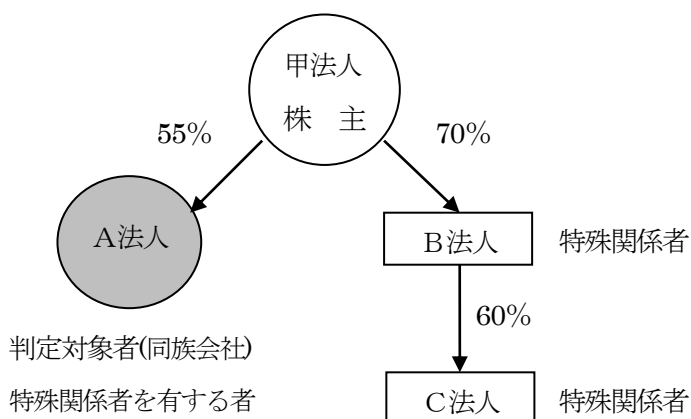 甲法人
株　主
55%
70%
A法人
B法人
特殊関係者
60%
判定対象者(同族会社)
特殊関係者を有する者
C法人
特殊関係者